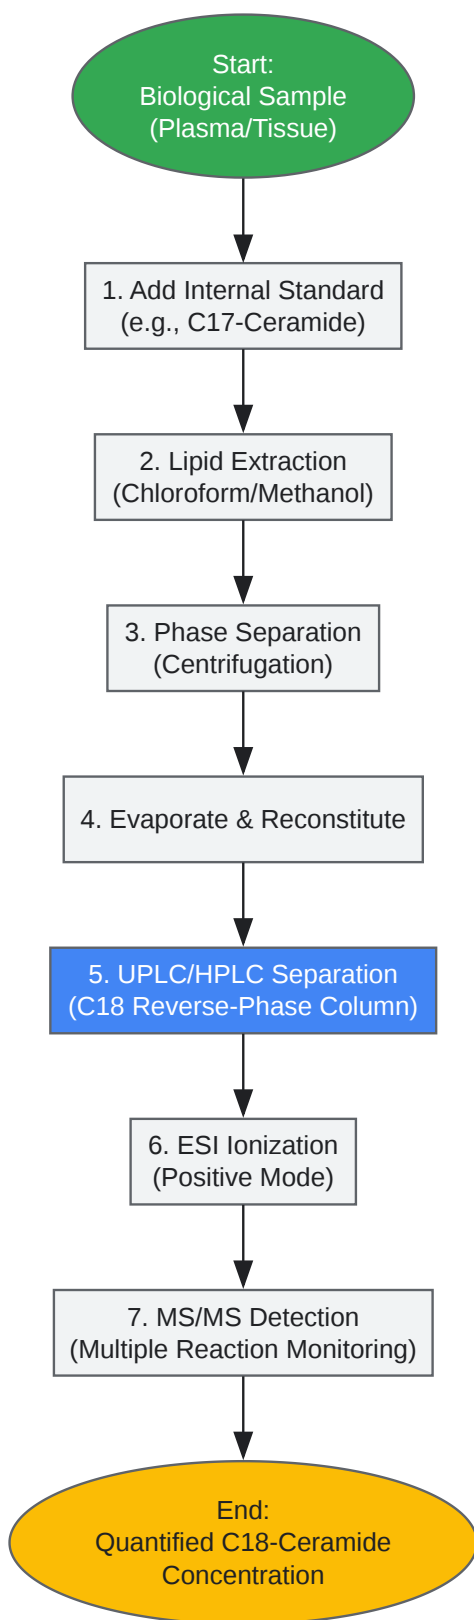 Start:
Biological Sample
(Plasma/Tissue)
1. Add Internal Standard
(e.g., C17-Ceramide)
2. Lipid Extraction
(Chloroform/Methanol)
3. Phase Separation
(Centrifugation)
4. Evaporate & Reconstitute
5. UPLC/HPLC Separation
(C18 Reverse-Phase Column)
6. ESI Ionization
(Positive Mode)
7. MS/MS Detection
(Multiple Reaction Monitoring)
End:
Quantified C18-Ceramide
Concentration